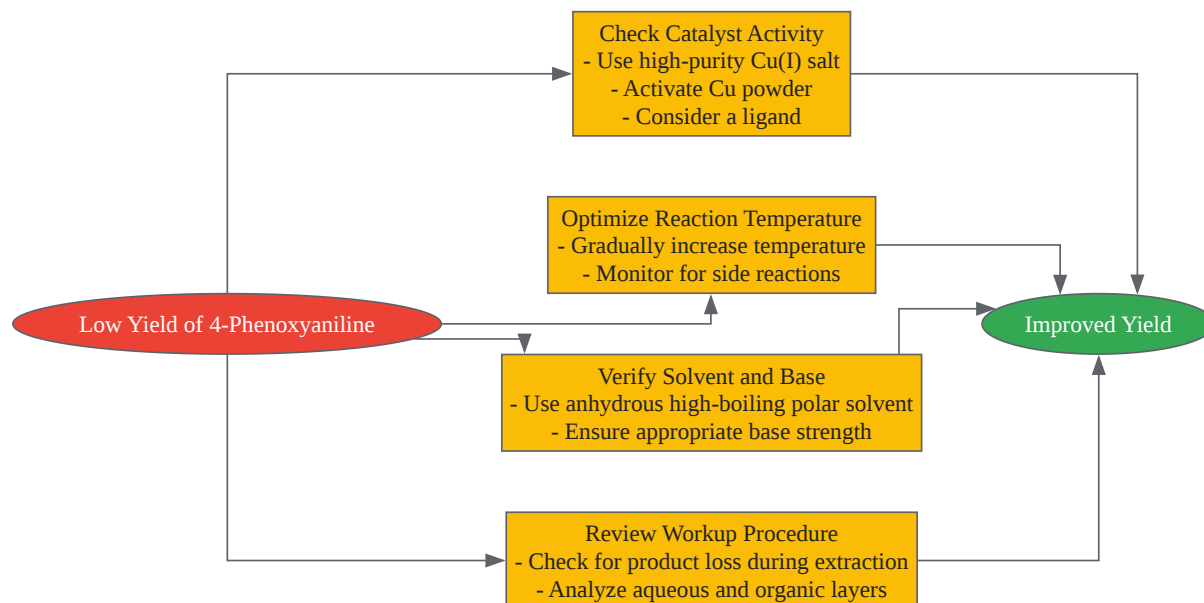 Check Catalyst Activity
- Use high-purity Cu(I) salt
- Activate Cu powder
- Consider a ligand
Optimize Reaction Temperature
- Gradually increase temperature
- Monitor for side reactions
Low Yield of 4-Phenoxyaniline
Improved Yield
Verify Solvent and Base
- Use anhydrous high-boiling polar solvent
- Ensure appropriate base strength
Review Workup Procedure
- Check for product loss during extraction
- Analyze aqueous and organic layers